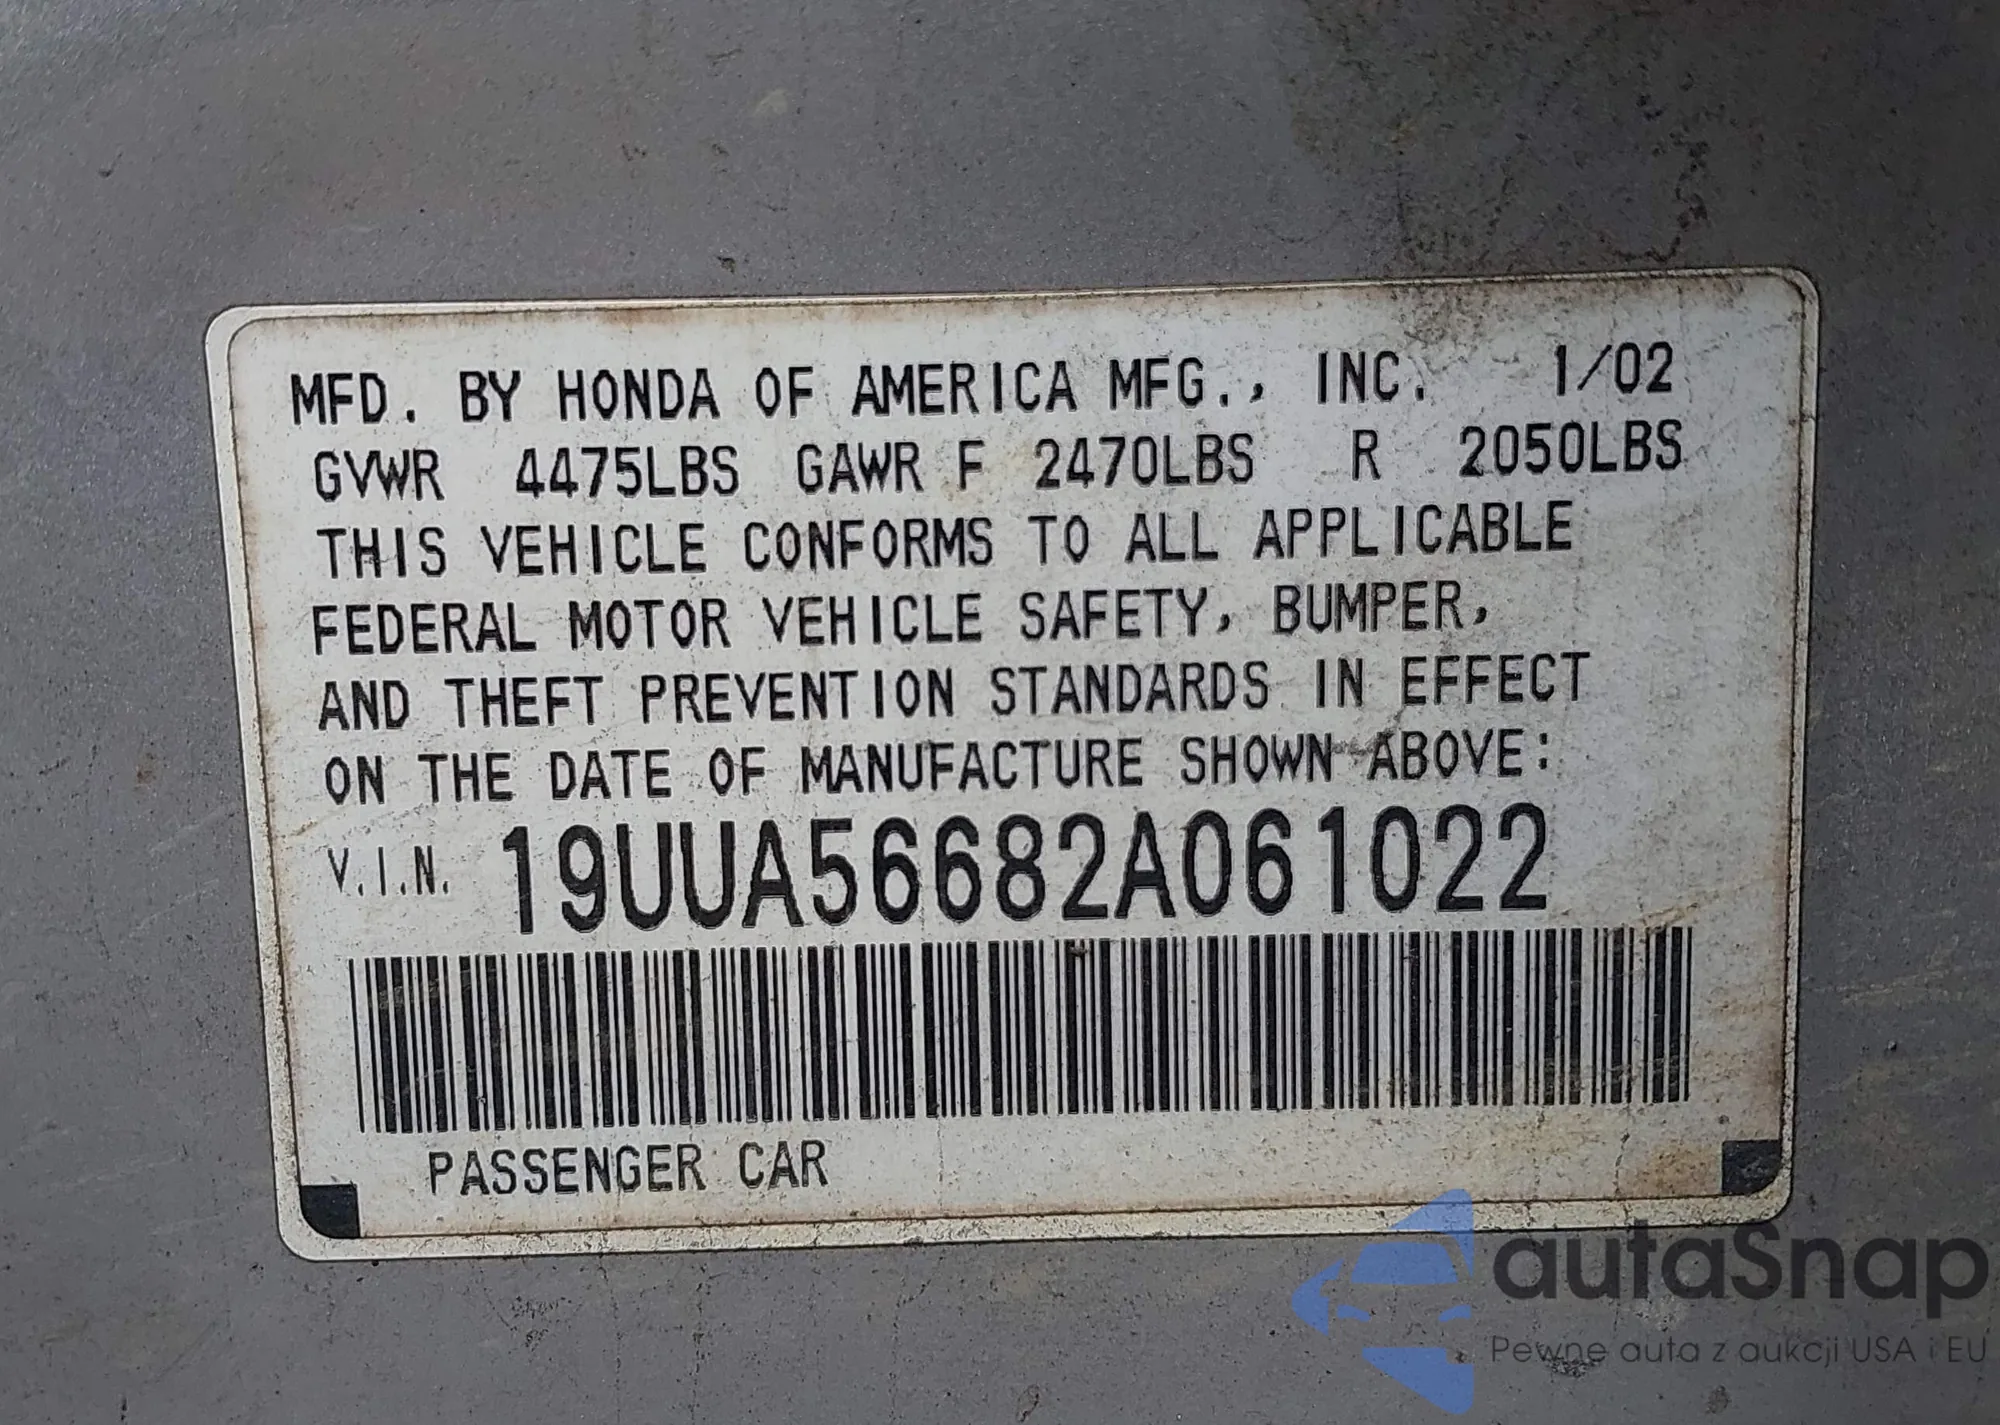 MFD. BY HONDA OF AMERICA MFG., INC. 1/02
GVWR 4475LBS GAWR F 2470LBS R 2050LBS
THIS VEHICLE CONFORMS TO ALL APPLICABLE
FEDERAL MOTOR VEHICLE SAFETY, BUMPER,
AND THEFT PREVENTION STANDARDS IN EFFECT
ON THE DATE OF MANUFACTURE SHOWN ABOVE:
V.I.N. 19UUA56682A061022
PASSENGER CAR
autaSnap
Pewne auta z aukcji USA i EU